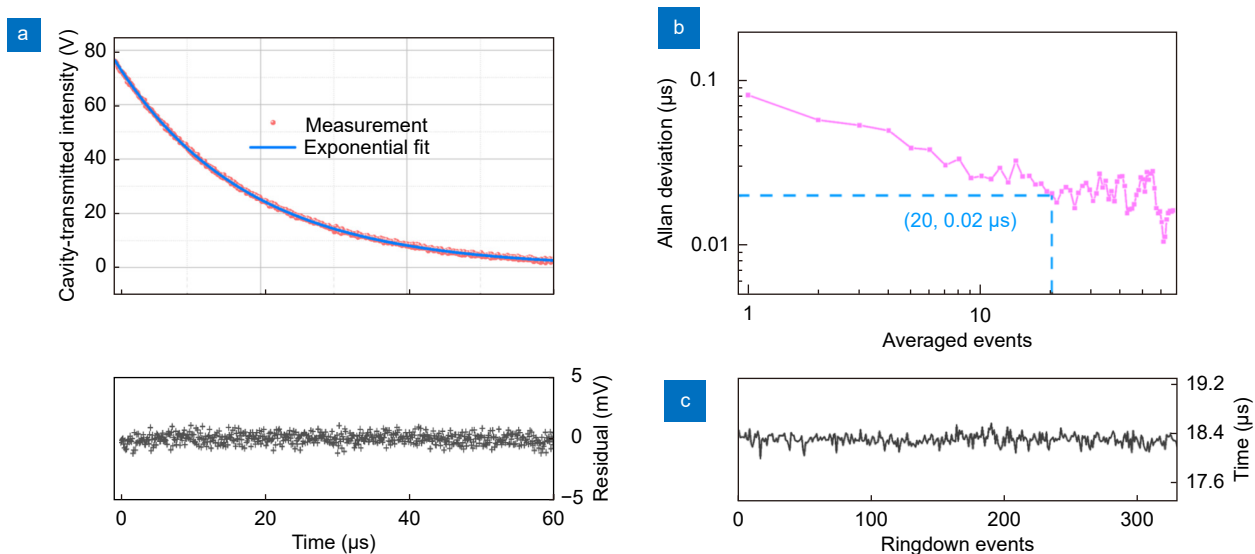 a
Cavity-transmitted intensity (V)
80
60
40
20
0
Measurement
Exponential fit
5
0
−5
Residual (mV)
0
20
40
60
Time (µs)
b
Allan deviation (µs)
0.1
0.01
(20, 0.02 µs)
1
10
Averaged events
c
19.2
18.4
17.6
Time (µs)
0
100
200
300
Ringdown events